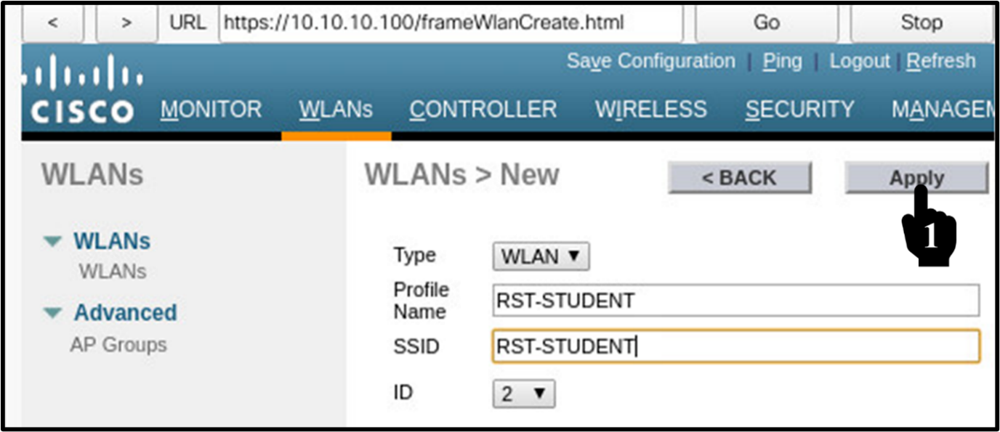 < > URL https://10.10.10.100/frameWlanCreate.html Go Stop
Save Configuration | Ping | Logout | Refresh
CISCO MONITOR WLANs CONTROLLER WIRELESS SECURITY MANAGEM
WLANs
WLANs
WLANs
Advanced
AP Groups
WLANs > New < BACK Apply
1
Type WLAN ▼
Profile
Name RST-STUDENT
SSID RST-STUDENT
ID 2 ▼